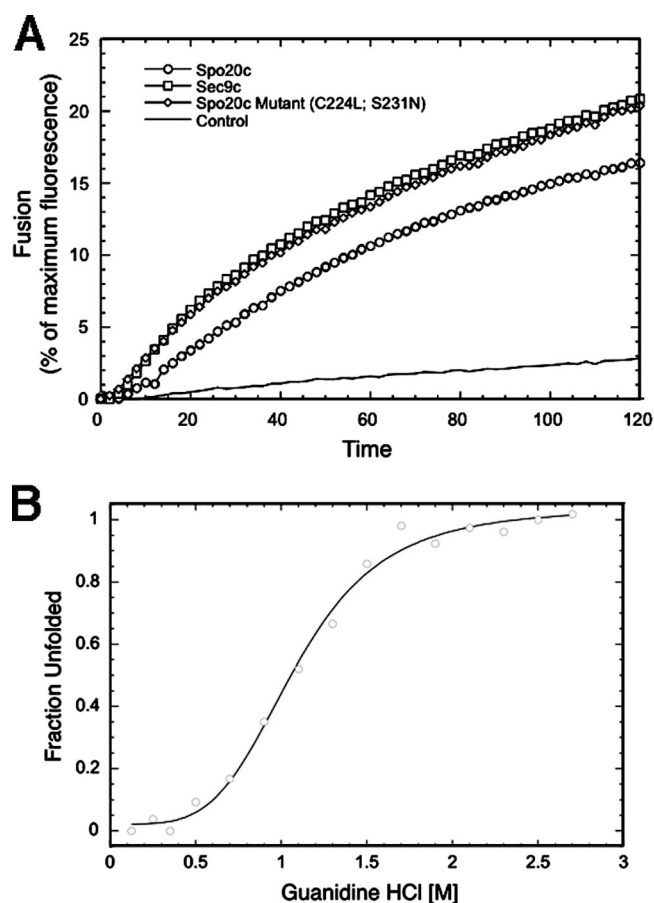 A
25
20
15
10
5
0
Spo20c
Sec9c
Spo20c Mutant (C224L; S231N)
Control
Fusion
(% of maximum fluorescence)
0 20 40 60 80 100 120
Time
B
1
0.8
0.6
0.4
0.2
0
Fraction Unfolded
0 0.5 1 1.5 2 2.5 3
Guanidine HCl [M]